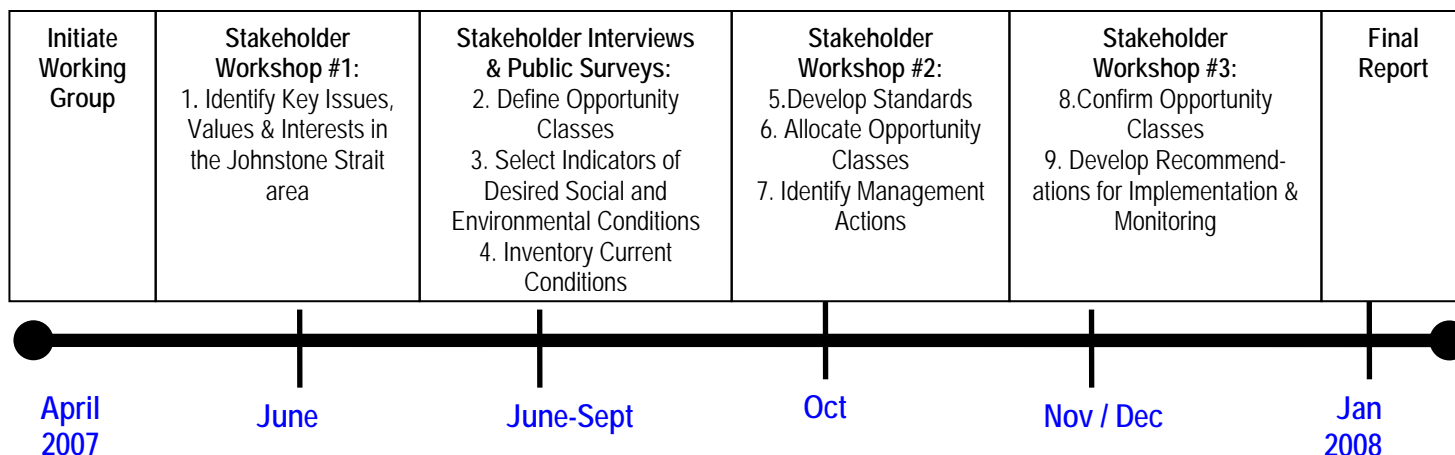 Initiate
Working
Group
Stakeholder
Workshop #1:
1. Identify Key Issues,
Values & Interests in
the Johnstone Strait
area
Stakeholder Interviews
& Public Surveys:
2. Define Opportunity
Classes
3. Select Indicators of
Desired Social and
Environmental Conditions
4. Inventory Current
Conditions
Stakeholder
Workshop #2:
5.Develop Standards
6. Allocate Opportunity
Classes
7. Identify Management
Actions
Stakeholder
Workshop #3:
8.Confirm Opportunity
Classes
9. Develop Recommend-
ations for Implementation &
Monitoring
Final
Report
April
2007
June
June-Sept
Oct
Nov / Dec
Jan
2008